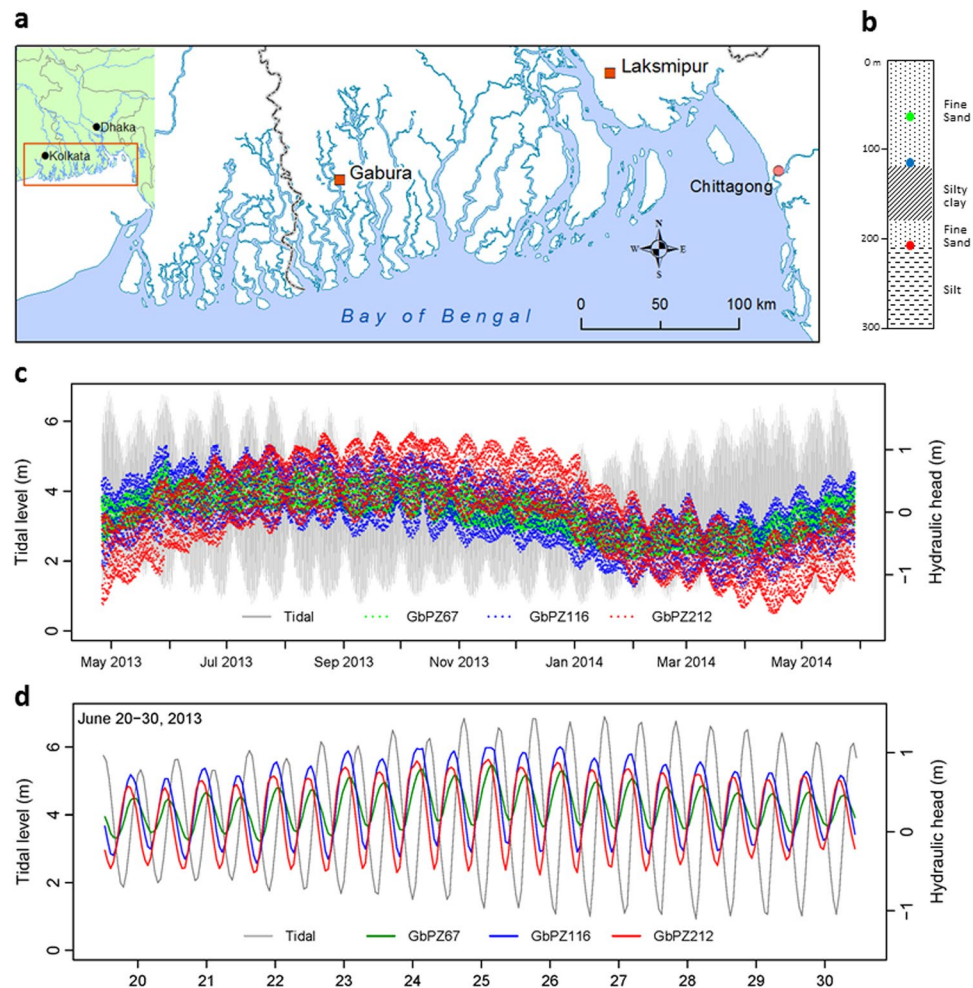 a
Dhaka
Kolkata
Laksmipur
Gabura
Chittagong
N
W E
S
0 50 100 km
Bay of Bengal
b
0 m
Fine
Sand
100
Silty
clay
Fine
Sand
200
Silt
300
c
Tidal level (m)
6
4
2
0
Hydraulic head (m)
1
0
−1
Tidal GbPZ67 GbPZ116 GbPZ212
May 2013 Jul 2013 Sep 2013 Nov 2013 Jan 2014 Mar 2014 May 2014
d
June 20−30, 2013
Tidal level (m)
6
4
2
0
Hydraulic head (m)
1
0
−1
Tidal GbPZ67 GbPZ116 GbPZ212
20 21 22 23 24 25 26 27 28 29 30